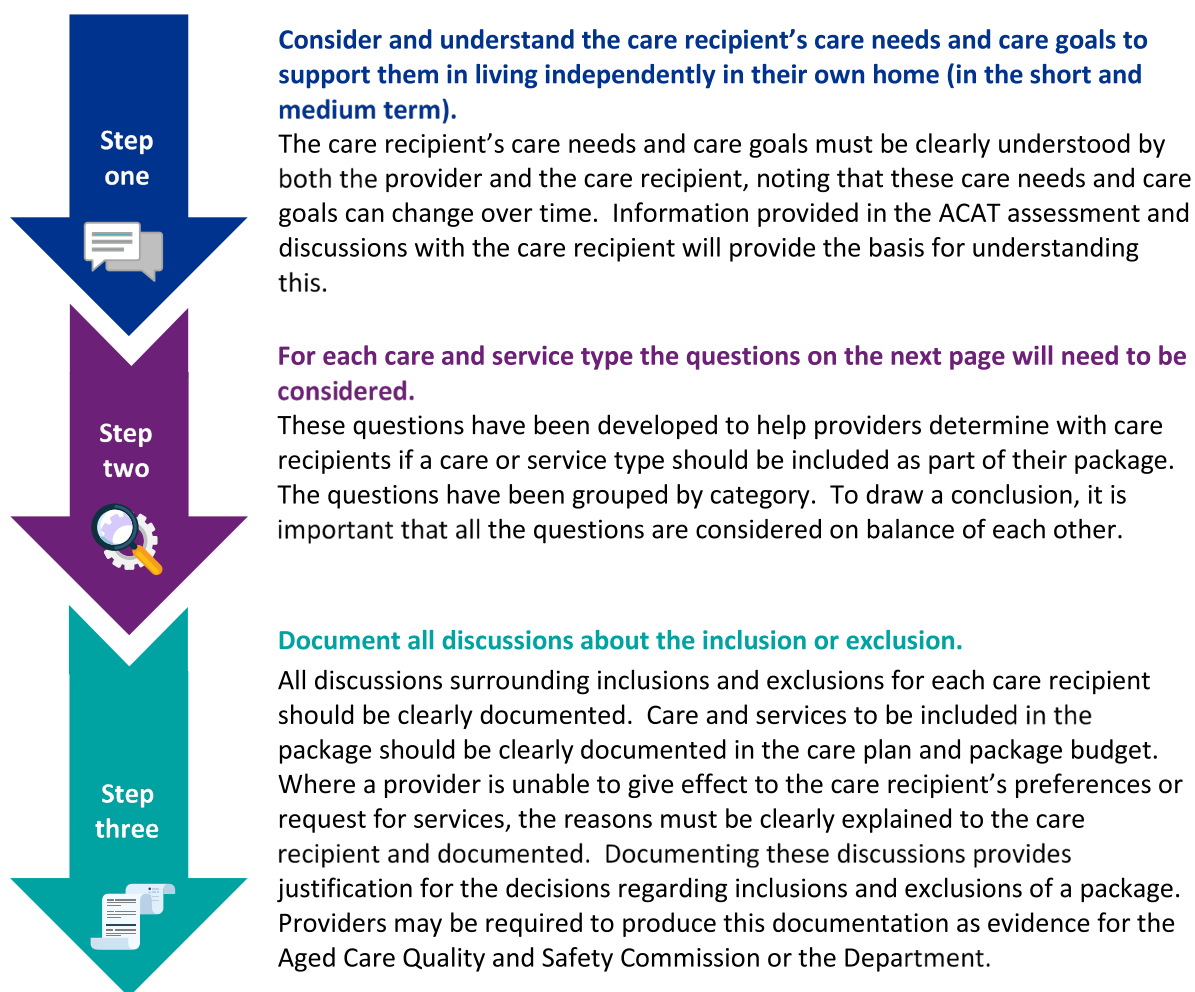 Step
one
Consider and understand the care recipient’s care needs and care goals to
support them in living independently in their own home (in the short and
medium term).
The care recipient’s care needs and care goals must be clearly understood by
both the provider and the care recipient, noting that these care needs and care
goals can change over time.  Information provided in the ACAT assessment and
discussions with the care recipient will provide the basis for understanding
this.
Step
two
For each care and service type the questions on the next page will need to be
considered.
These questions have been developed to help providers determine with care
recipients if a care or service type should be included as part of their package.
The questions have been grouped by category.  To draw a conclusion, it is
important that all the questions are considered on balance of each other.
Step
three
Document all discussions about the inclusion or exclusion.
All discussions surrounding inclusions and exclusions for each care recipient
should be clearly documented.  Care and services to be included in the
package should be clearly documented in the care plan and package budget.
Where a provider is unable to give effect to the care recipient’s preferences or
request for services, the reasons must be clearly explained to the care
recipient and documented.  Documenting these discussions provides
justification for the decisions regarding inclusions and exclusions of a package.
Providers may be required to produce this documentation as evidence for the
Aged Care Quality and Safety Commission or the Department.